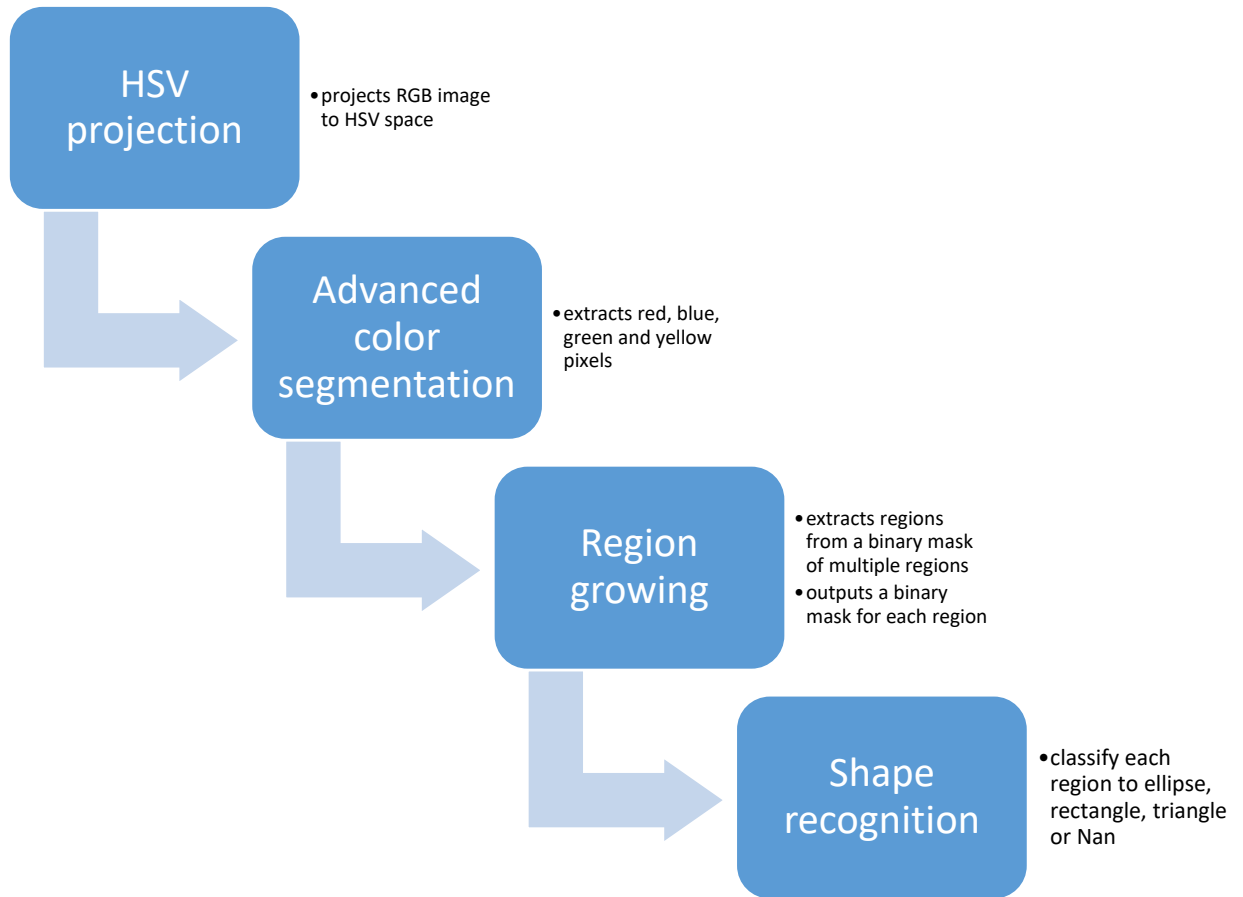 HSV
projection
•projects RGB image
to HSV space
Advanced
color
segmentation
•extracts red, blue,
green and yellow
pixels
Region
growing
•extracts regions
from a binary mask
of multiple regions
•outputs a binary
mask for each region
Shape
recognition
•classify each
region to ellipse,
rectangle, triangle
or Nan